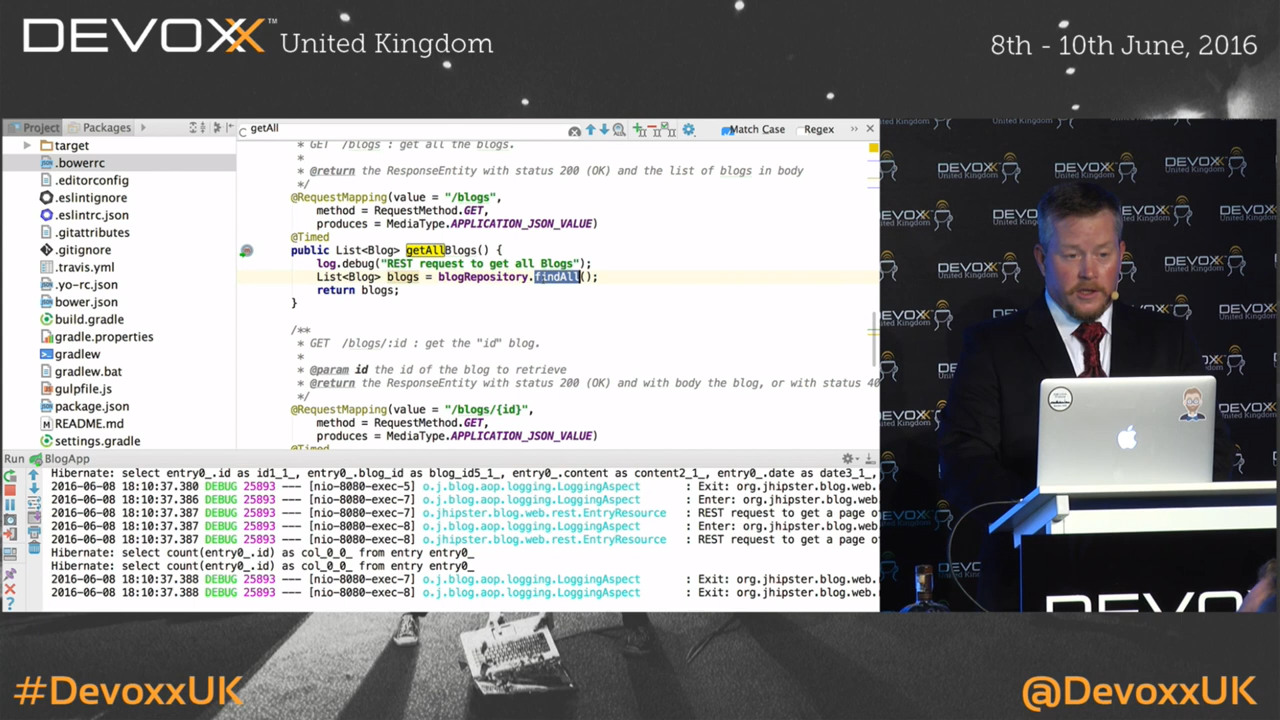 DEVOXX™ United Kingdom
8th - 10th June, 2016
Project Packages
getAll
Match Case Regex
target
.bowerrc
.editorconfig
.eslintignore
.eslintrc.json
.gitattributes
.gitignore
.travis.yml
.yo-rc.json
bower.json
build.gradle
gradle.properties
gradlew
gradlew.bat
gulpfile.js
package.json
README.md
settings.gradle
* GET /blogs : get all the blogs.
*
* @return the ResponseEntity with status 200 (OK) and the list of blogs in body
*/
@RequestMapping(value = "/blogs",
method = RequestMethod.GET,
produces = MediaType.APPLICATION_JSON_VALUE)
@Timed
public List<Blog> getAllBlogs() {
log.debug("REST request to get all Blogs");
List<Blog> blogs = blogRepository.findAll();
return blogs;
}
/**
* GET /blogs/:id : get the "id" blog.
*
* @param id the id of the blog to retrieve
* @return the ResponseEntity with status 200 (OK) and with body the blog, or with status 40
*/
@RequestMapping(value = "/blogs/{id}",
method = RequestMethod.GET,
produces = MediaType.APPLICATION_JSON_VALUE)
@Timed
Run BlogApp
Hibernate: select entry0_.id as id1_1_, entry0_.blog_id as blog_id5_1_, entry0_.content as content2_1_, entry0_.date as date3_1_,
2016-06-08 18:10:37.380 DEBUG 25893 --- [nio-8080-exec-5] o.j.blog.aop.logging.LoggingAspect : Exit: org.jhipster.blog.web.
2016-06-08 18:10:37.387 DEBUG 25893 --- [nio-8080-exec-7] o.j.blog.aop.logging.LoggingAspect : Enter: org.jhipster.blog.web
2016-06-08 18:10:37.387 DEBUG 25893 --- [nio-8080-exec-7] o.jhipster.blog.web.rest.EntryResource : REST request to get a page o
2016-06-08 18:10:37.387 DEBUG 25893 --- [nio-8080-exec-8] o.j.blog.aop.logging.LoggingAspect : Enter: org.jhipster.blog.web
2016-06-08 18:10:37.387 DEBUG 25893 --- [nio-8080-exec-8] o.jhipster.blog.web.rest.EntryResource : REST request to get a page o
Hibernate: select count(entry0_.id) as col_0_0_ from entry entry0_
Hibernate: select count(entry0_.id) as col_0_0_ from entry entry0_
2016-06-08 18:10:37.388 DEBUG 25893 --- [nio-8080-exec-7] o.j.blog.aop.logging.LoggingAspect : Exit: org.jhipster.blog.web.
2016-06-08 18:10:37.388 DEBUG 25893 --- [nio-8080-exec-8] o.j.blog.aop.logging.LoggingAspect : Exit: org.jhipster.blog.web.
DEVOXX
United Kingdom
DEVOXX
United Kingdom
DEVOXX
United Kingdom
DEVOXX
#DevoxxUK
@DevoxxUK